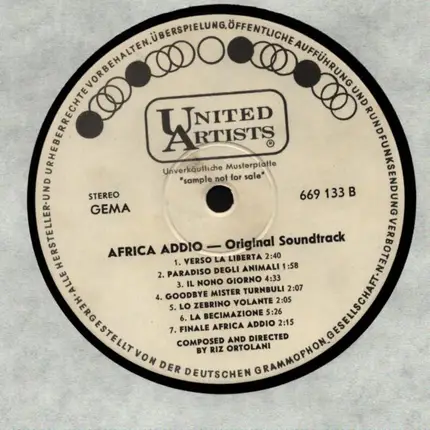 ALLE HERSTELLER- UND URHEBERRECHTE VORBEHALTEN. ÜBERSPIELUNG, ÖFFENTLICHE AUFFÜHRUNG UND RUNDFUNKSENDUNG VERBOTEN.
UNITED
ARTISTS®
Unverkäufliche Musterplatte
"sample not for sale"
STEREO
GEMA
669 133 B
AFRICA ADDIO — Original Soundtrack
1. VERSO LA LIBERTA 2:40
2. PARADISO DEGLI ANIMALI 1:58
3. IL NONO GIORNO 4:33
4. GOODBYE MISTER TURNBULI 2:07
5. LO ZEBRINO VOLANTE 2:05
6. LA BECIMAZIONE 5:26
7. FINALE AFRICA ADDIO 2:15
COMPOSED AND DIRECTED
BY RIZ ORTOLANI
HERGESTELLT VON DER DEUTSCHEN GRAMMOPHON GESELLSCHAFT